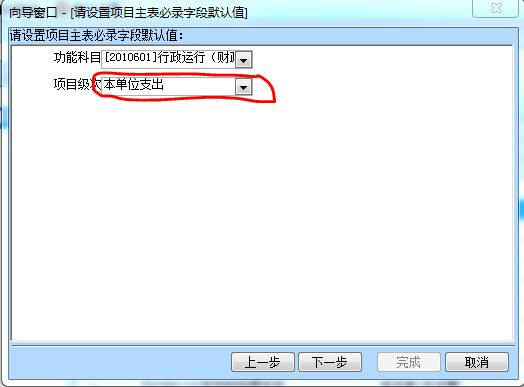 向导窗口 - [请设置项目主表必录字段默认值]
请设置项目主表必录字段默认值:
功能科目 [2010601]行政运行（财政
项目级次 本单位支出
上一步 下一步 完成 取消